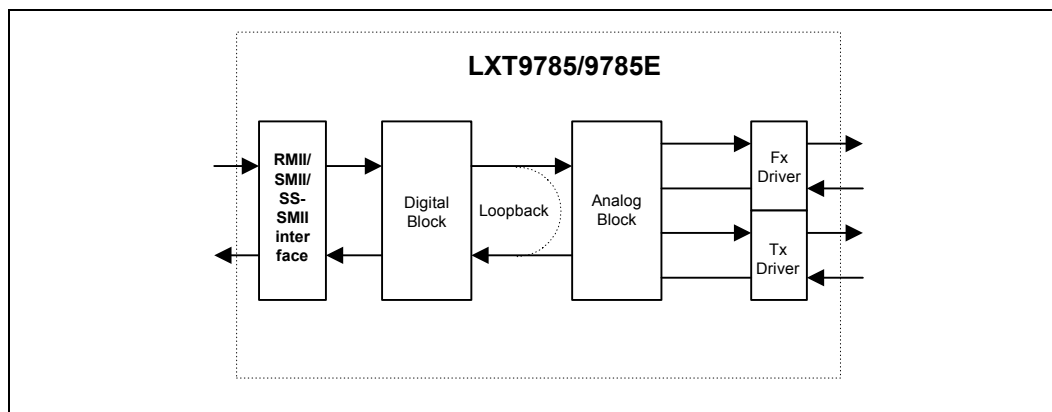 LXT9785/9785E
RMII/
SMII/
SS-
SMII
inter
face
Digital
Block
Loopback
Analog
Block
Fx
Driver
Tx
Driver